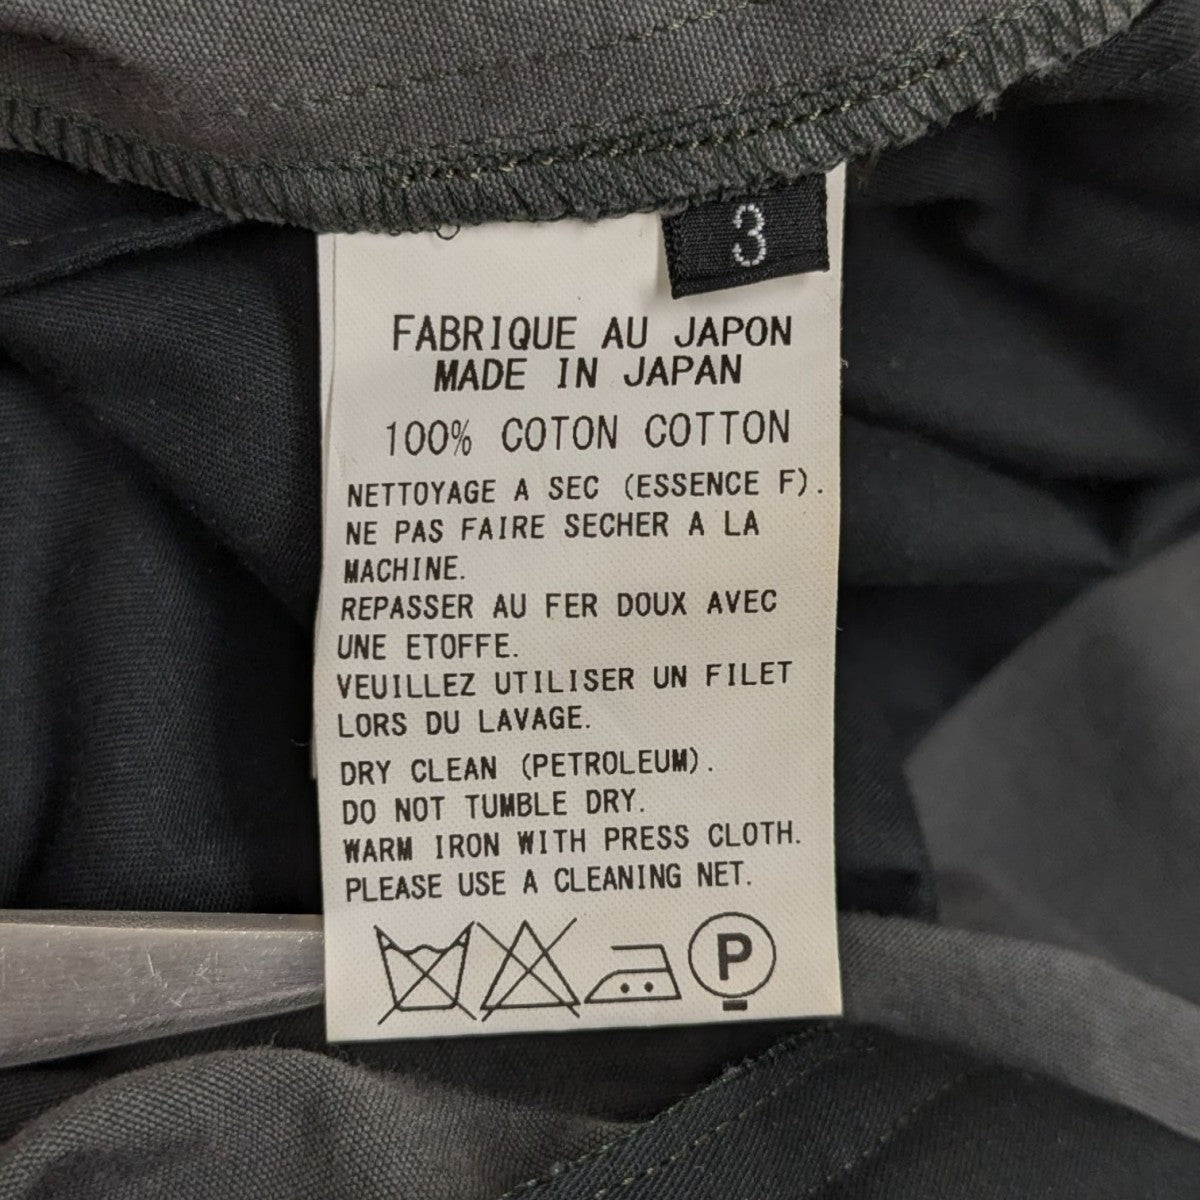 3
FABRIQUE AU JAPON
MADE IN JAPAN
100% COTON COTTON
NETTOYAGE A SEC (ESSENCE F).
NE PAS FAIRE SECHER A LA
MACHINE.
REPASSER AU FER DOUX AVEC
UNE ETOFFE.
VEUILLEZ UTILISER UN FILET
LORS DU LAVAGE.
DRY CLEAN (PETROLEUM).
DO NOT TUMBLE DRY.
WARM IRON WITH PRESS CLOTH.
PLEASE USE A CLEANING NET.
P